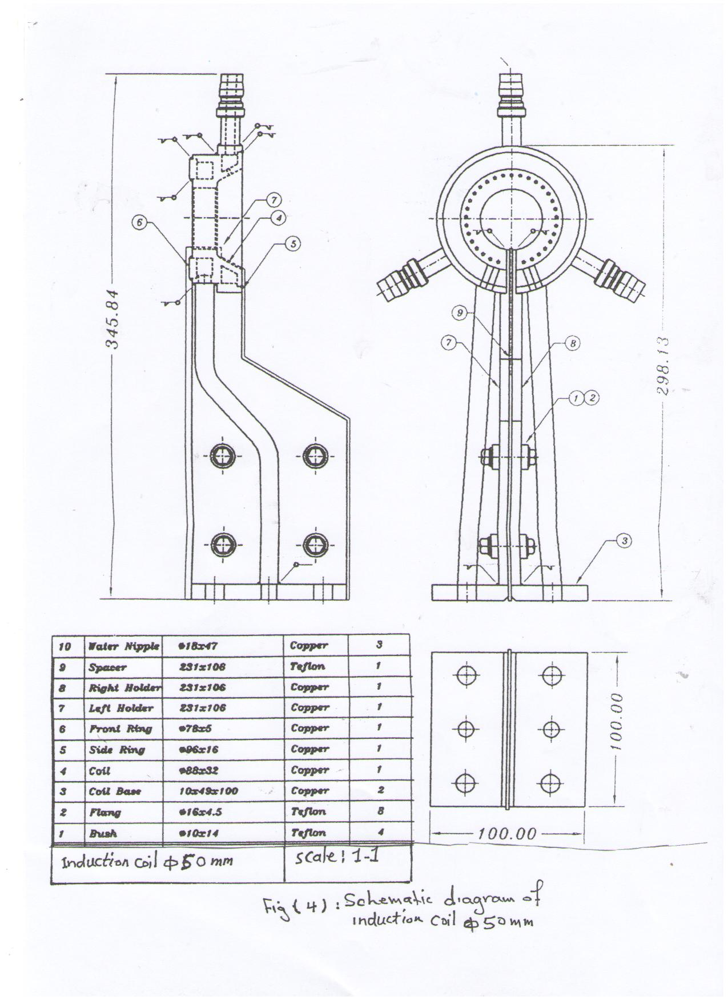 345.84
6
7
4
5
9
7
8
1 2
3
298.13
10 Water Nipple ø18x47 Copper 3
9 Spacer 231x106 Teflon 1
8 Right Holder 231x106 Copper 1
7 Left Holder 231x106 Copper 1
6 Front Ring ø78x5 Copper 1
5 Side Ring ø96x16 Copper 1
4 Coil ø88x32 Copper 1
3 Coil Base 10x49x100 Copper 2
2 Flang ø16x4.5 Teflon 8
1 Bush ø10x14 Teflon 4
Induction coil ϕ 50 mm scale: 1-1
100.00
100.00
Fig (4): Schematic diagram of
induction coil ϕ 50 mm